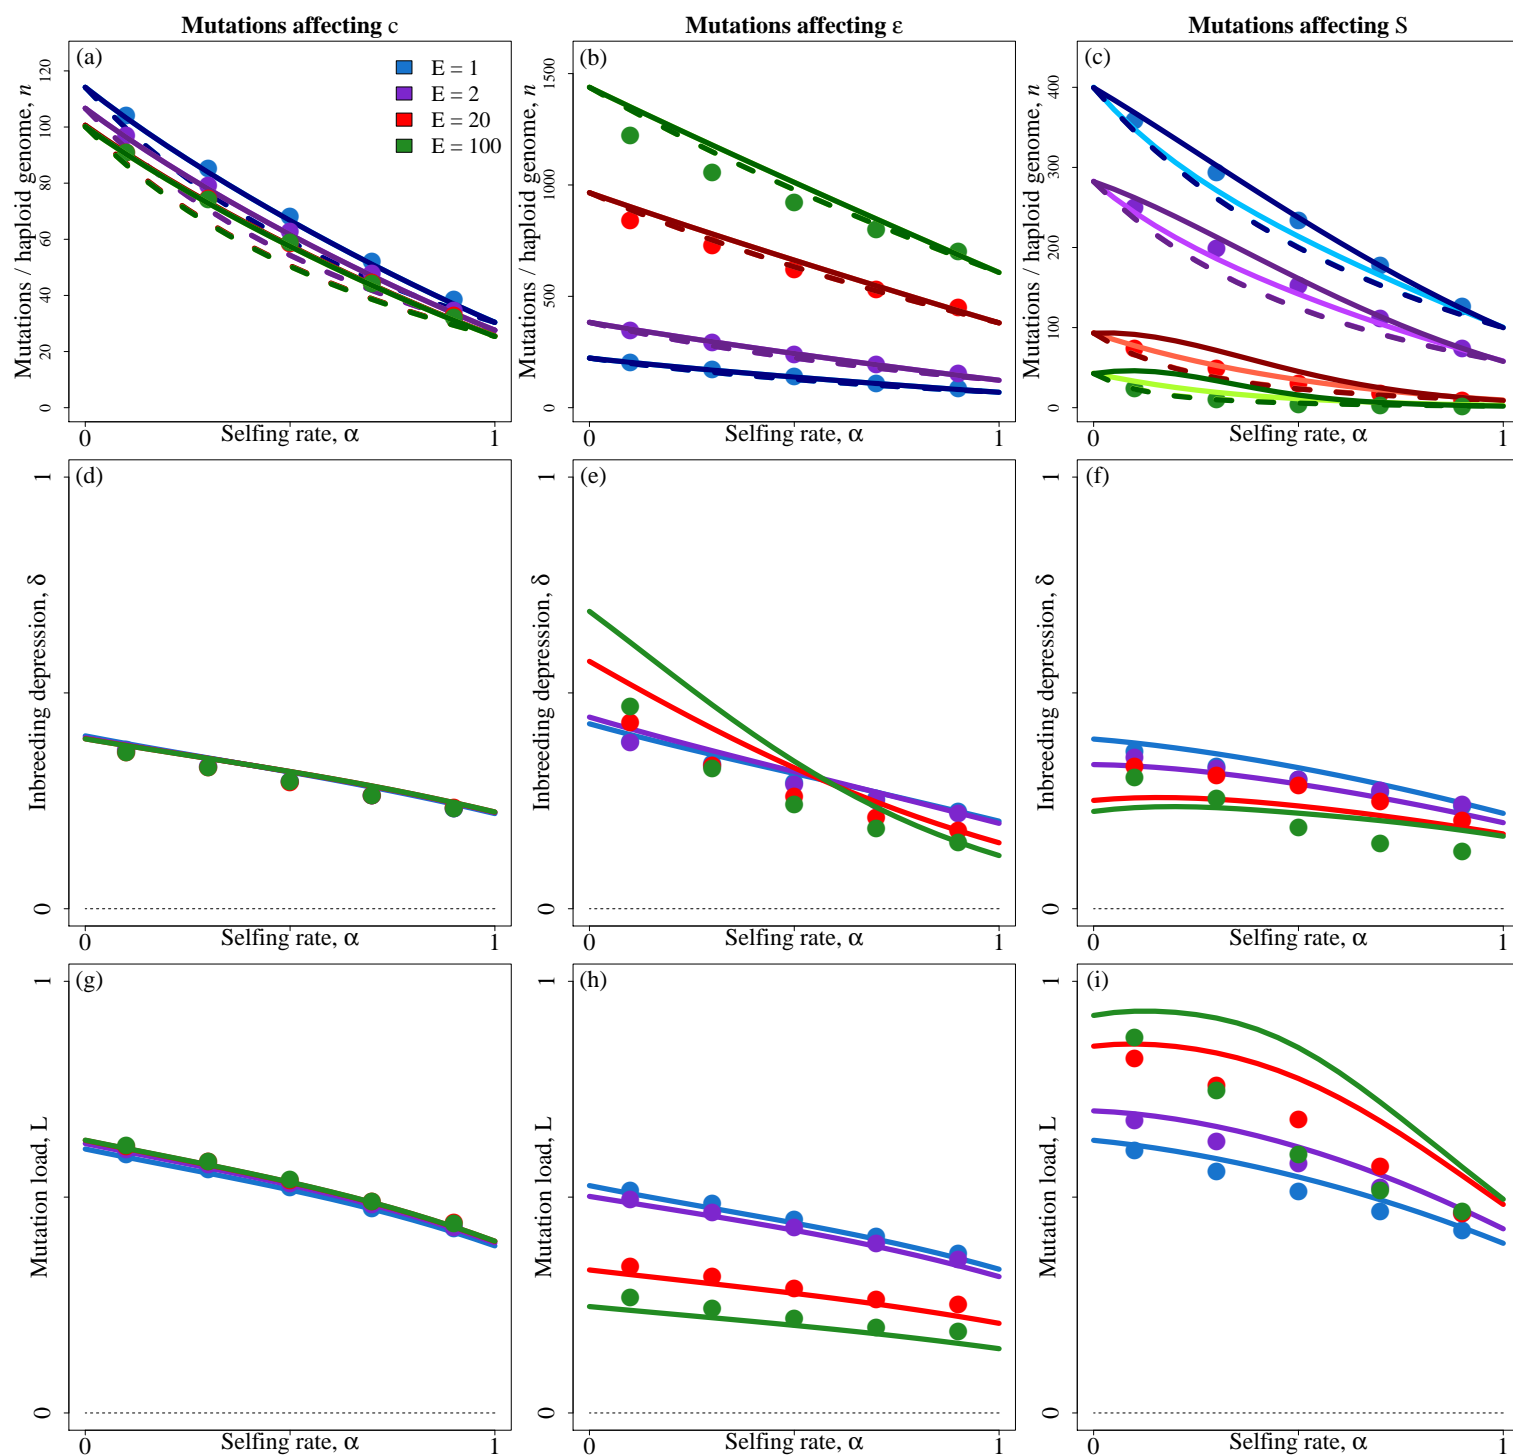 Mutations affecting c
Mutations affecting ε
Mutations affecting S
(a)
E = 1
E = 2
E = 20
E = 100
Mutations / haploid genome, n
0
20
40
60
80
100
120
0
Selfing rate, α
1
(b)
Mutations / haploid genome, n
0
500
1000
1500
0
Selfing rate, α
1
(c)
Mutations / haploid genome, n
0
100
200
300
400
0
Selfing rate, α
1
(d)
Inbreeding depression, δ
0
1
0
Selfing rate, α
1
(e)
Inbreeding depression, δ
0
1
0
Selfing rate, α
1
(f)
Inbreeding depression, δ
0
1
0
Selfing rate, α
1
(g)
Mutation load, L
0
1
0
Selfing rate, α
1
(h)
Mutation load, L
0
1
0
Selfing rate, α
1
(i)
Mutation load, L
0
1
0
Selfing rate, α
1